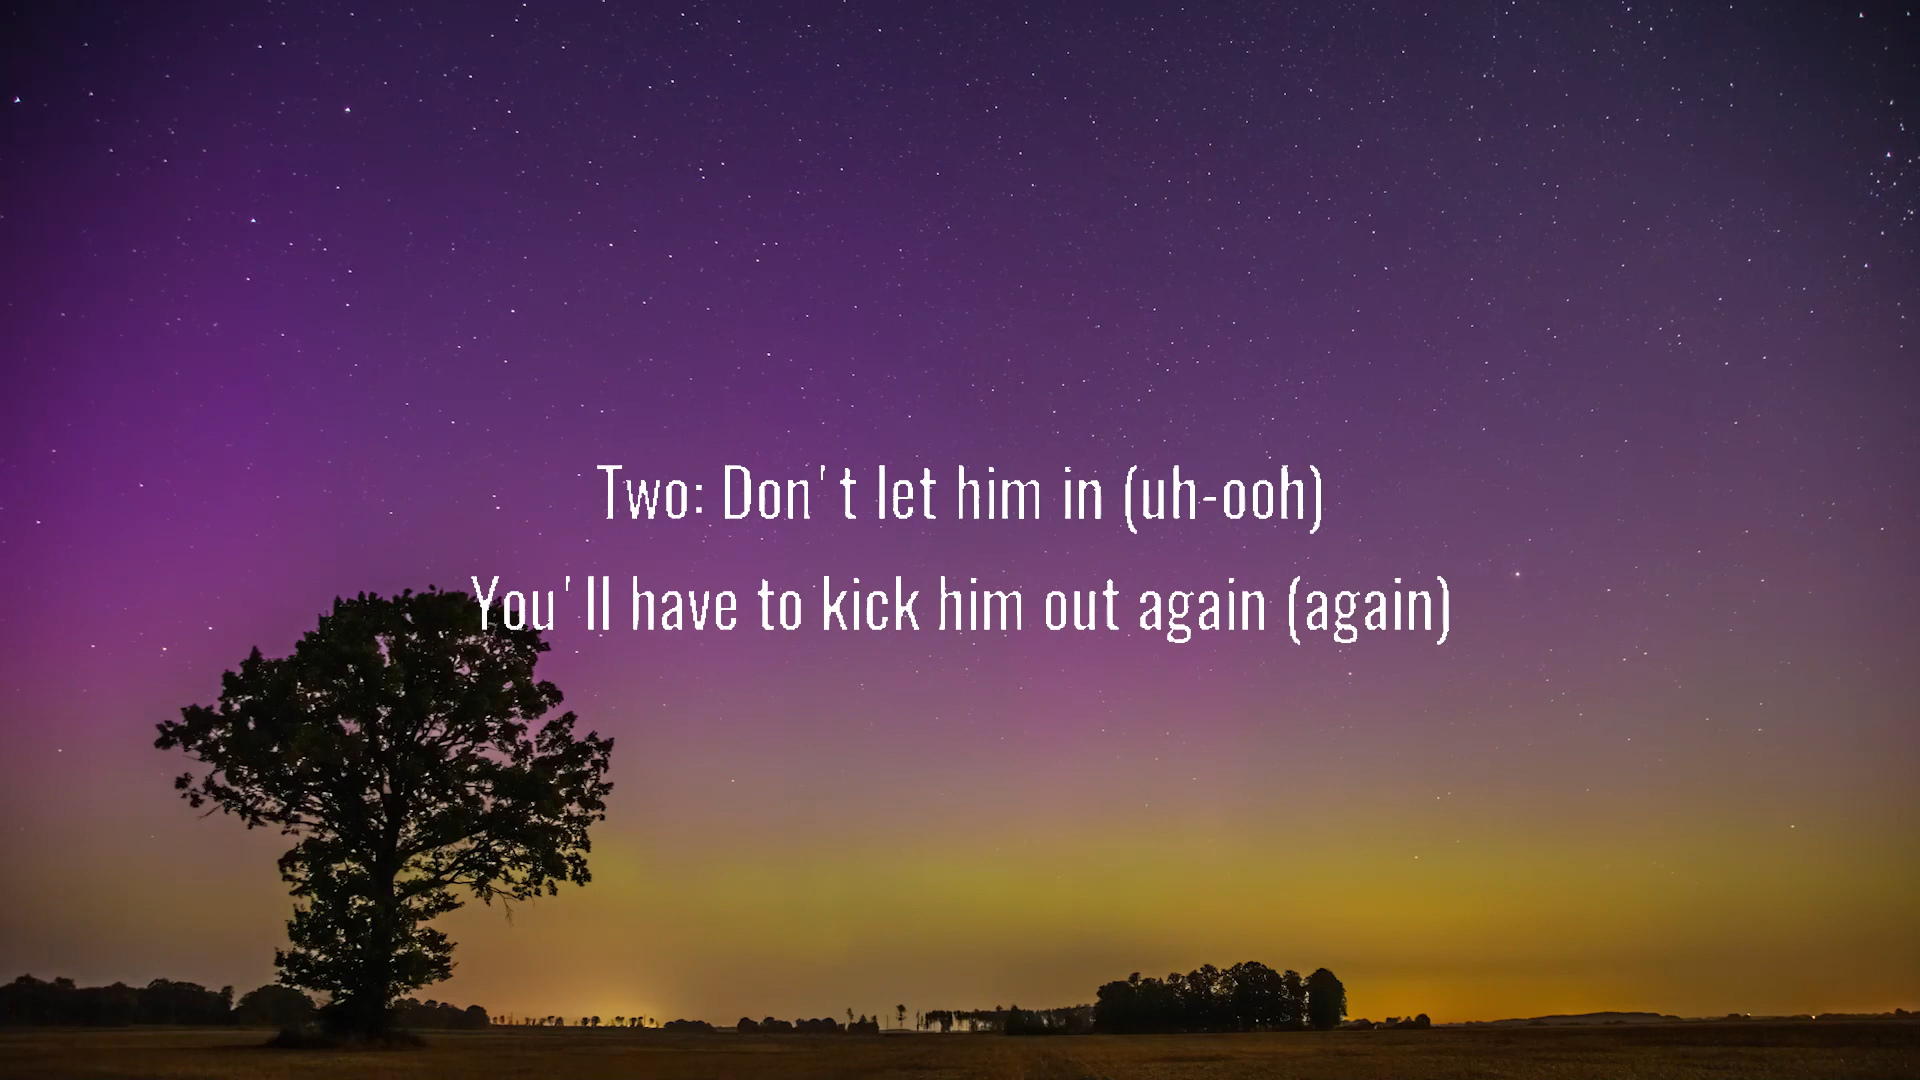 Two: Don't let him in (uh-ooh)
You'll have to kick him out again (again)